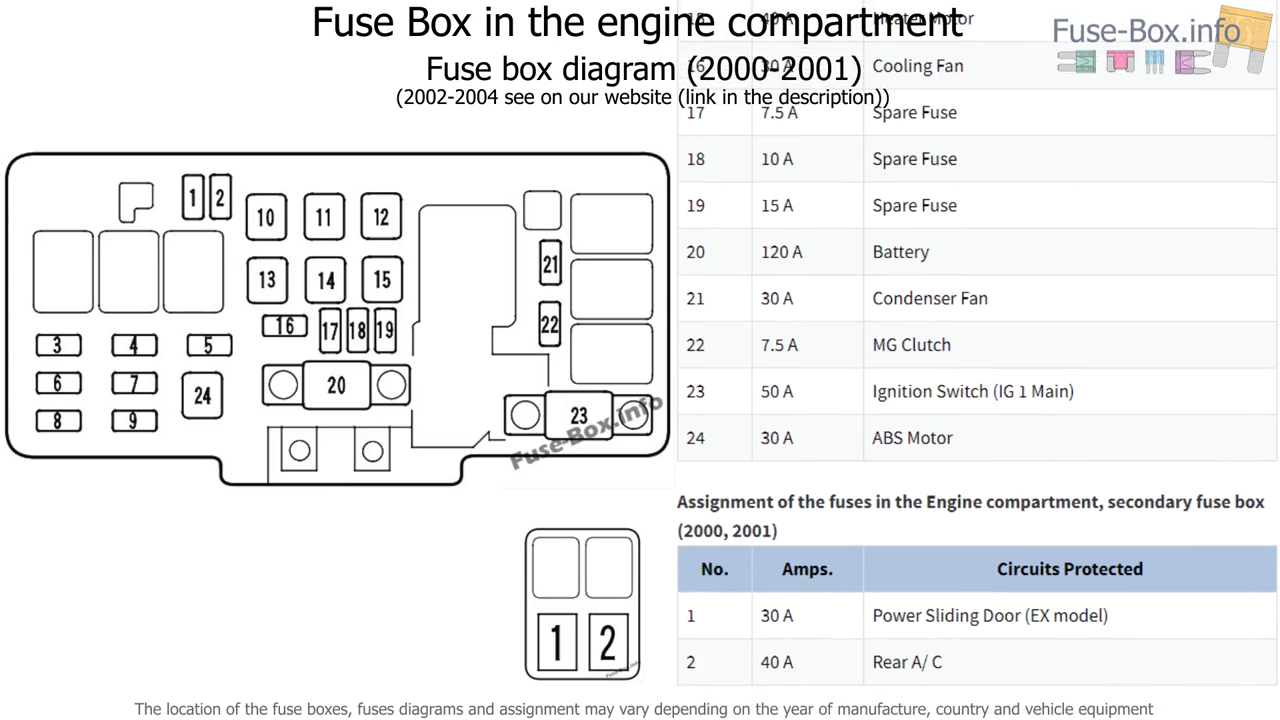 Fuse Box in the engine compartment
Fuse box diagram (2000-2001)
(2002-2004 see on our website (link in the description))
Fuse-Box.info
15 40 A Heater Motor
16 30 A Cooling Fan
17 7.5 A Spare Fuse
18 10 A Spare Fuse
19 15 A Spare Fuse
20 120 A Battery
21 30 A Condenser Fan
22 7.5 A MG Clutch
23 50 A Ignition Switch (IG 1 Main)
24 30 A ABS Motor
Assignment of the fuses in the Engine compartment, secondary fuse box
(2000, 2001)
No. Amps. Circuits Protected
1 30 A Power Sliding Door (EX model)
2 40 A Rear A/ C
1 2
10 11 12
13 14 15
16 17 18 19
3 4 5
6 7
8 9
24
20
21
22
23
Fuse-Box.info
1 2
The location of the fuse boxes, fuses diagrams and assignment may vary depending on the year of manufacture, country and vehicle equipment